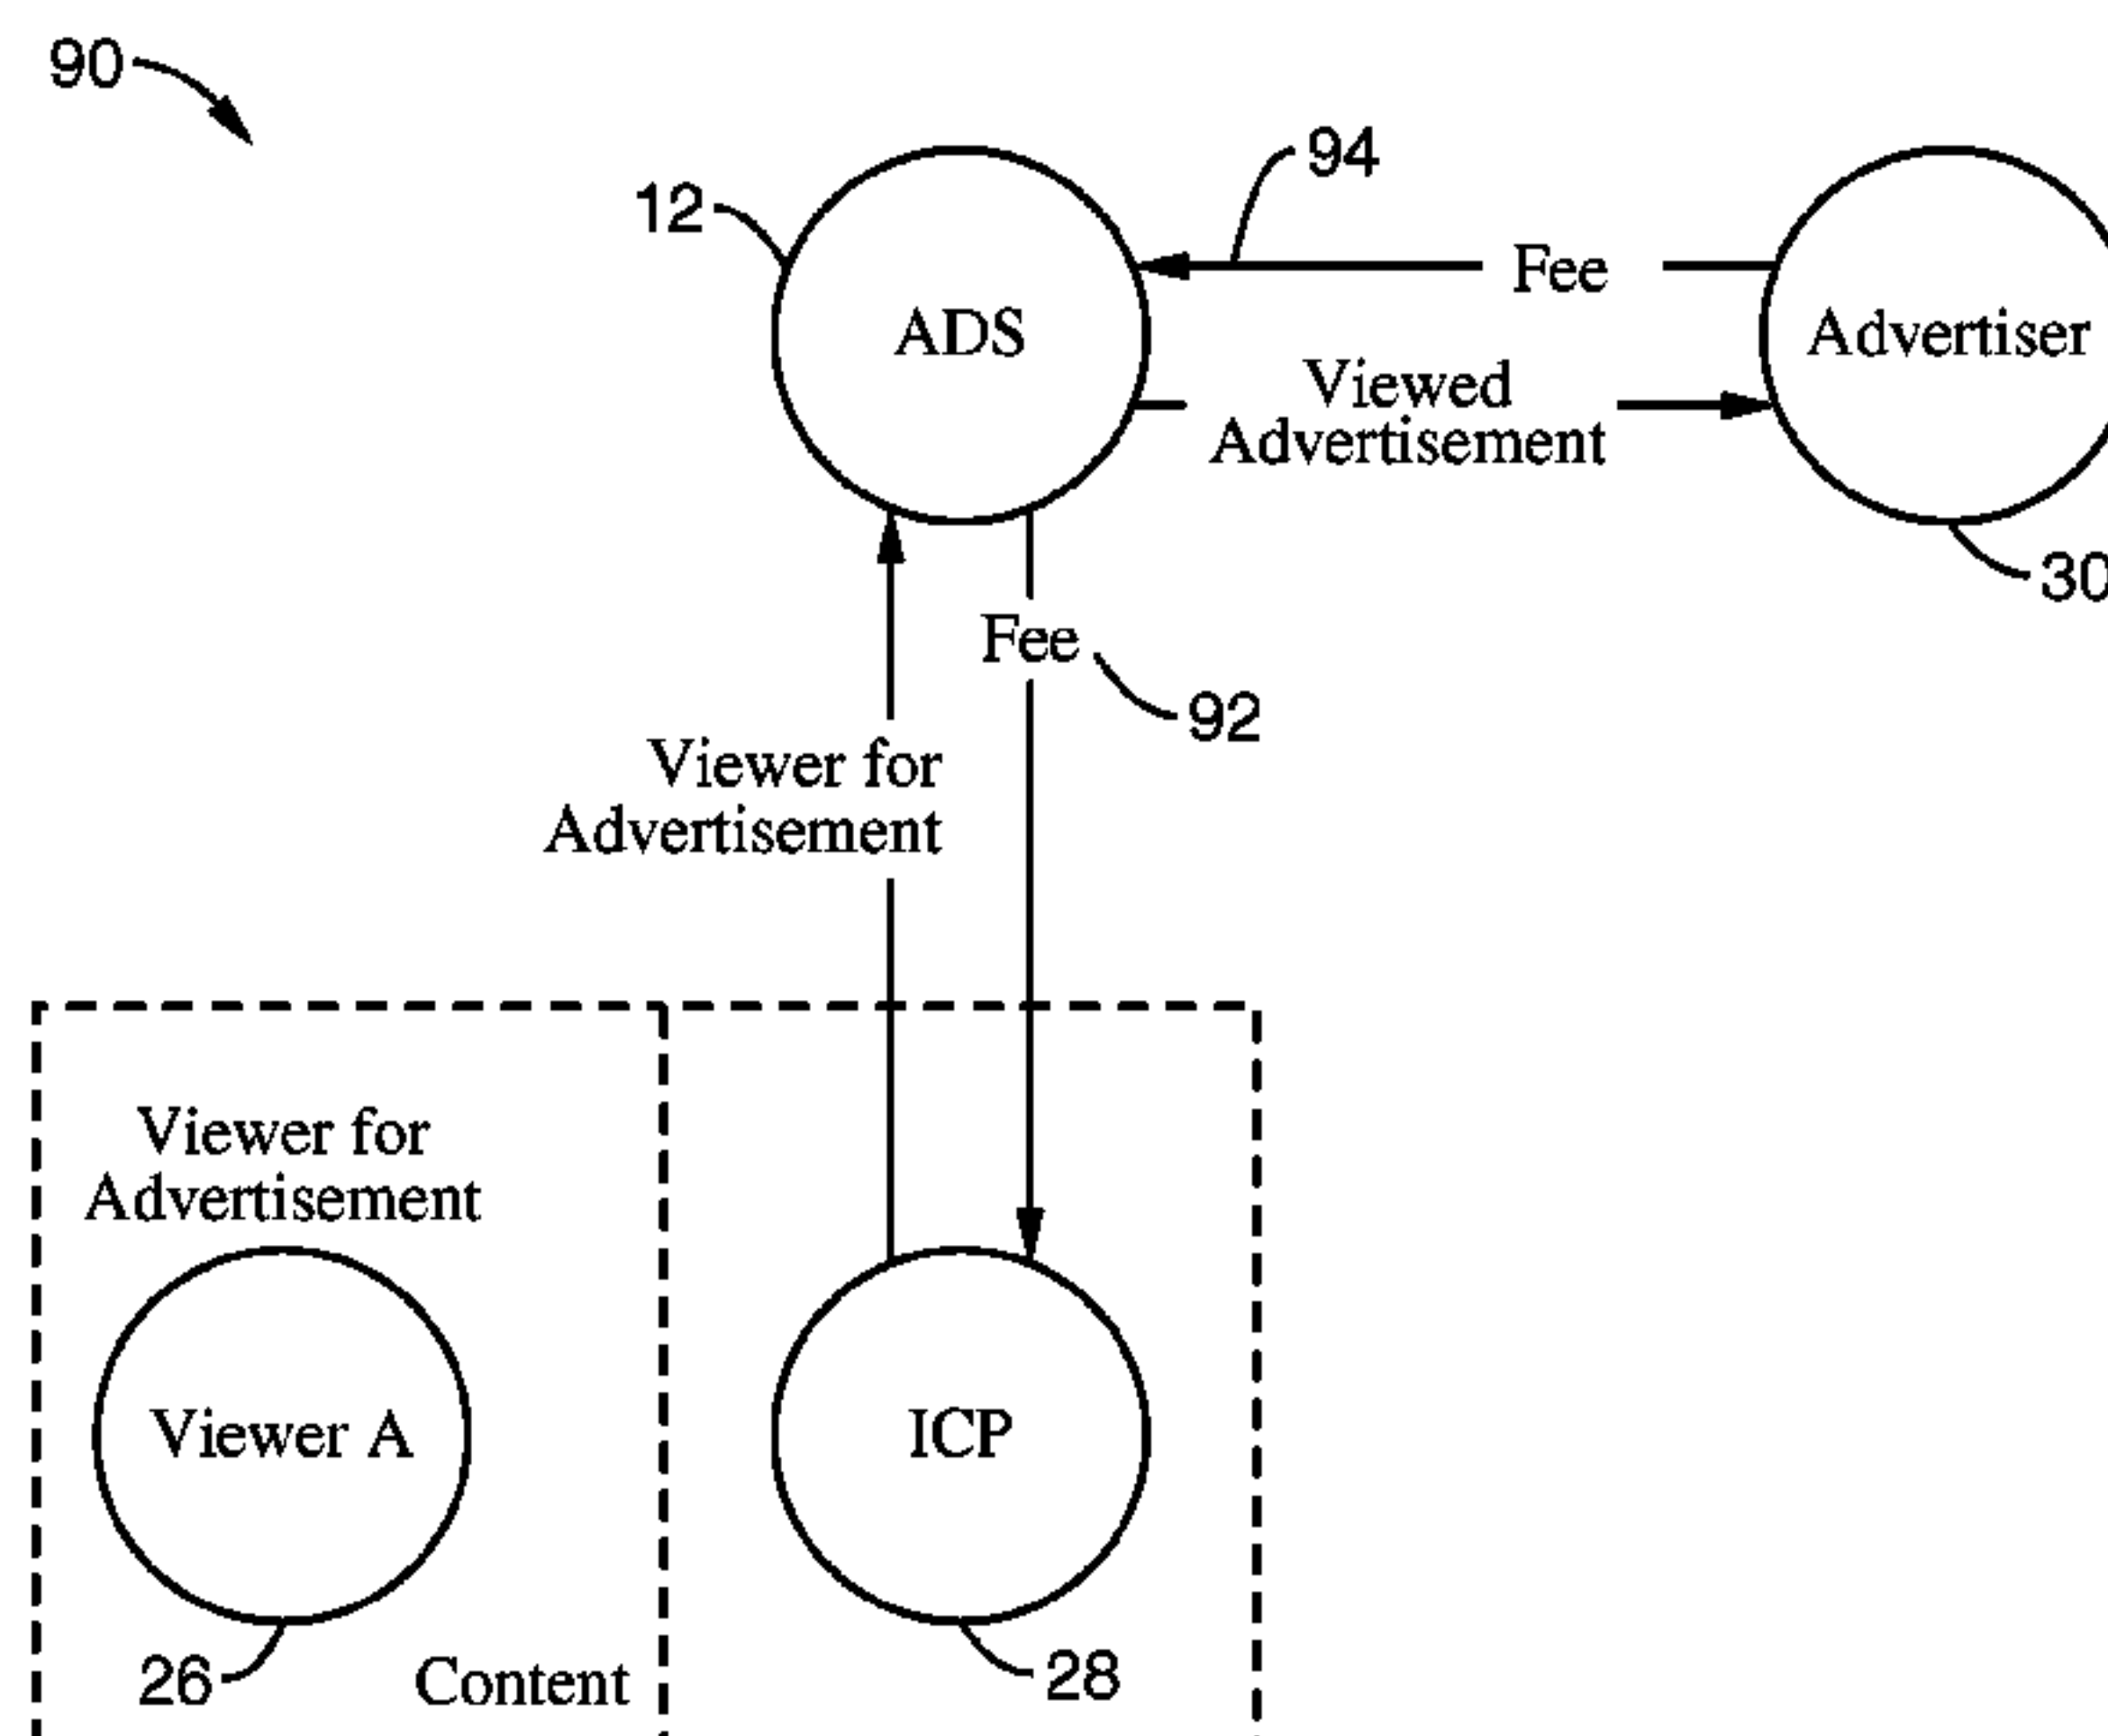 90
94
12
Fee
ADS
Advertiser
Viewed
Advertisement
30
Fee
92
Viewer for
Advertisement
Viewer for
Advertisement
Viewer A
ICP
26
Content
28